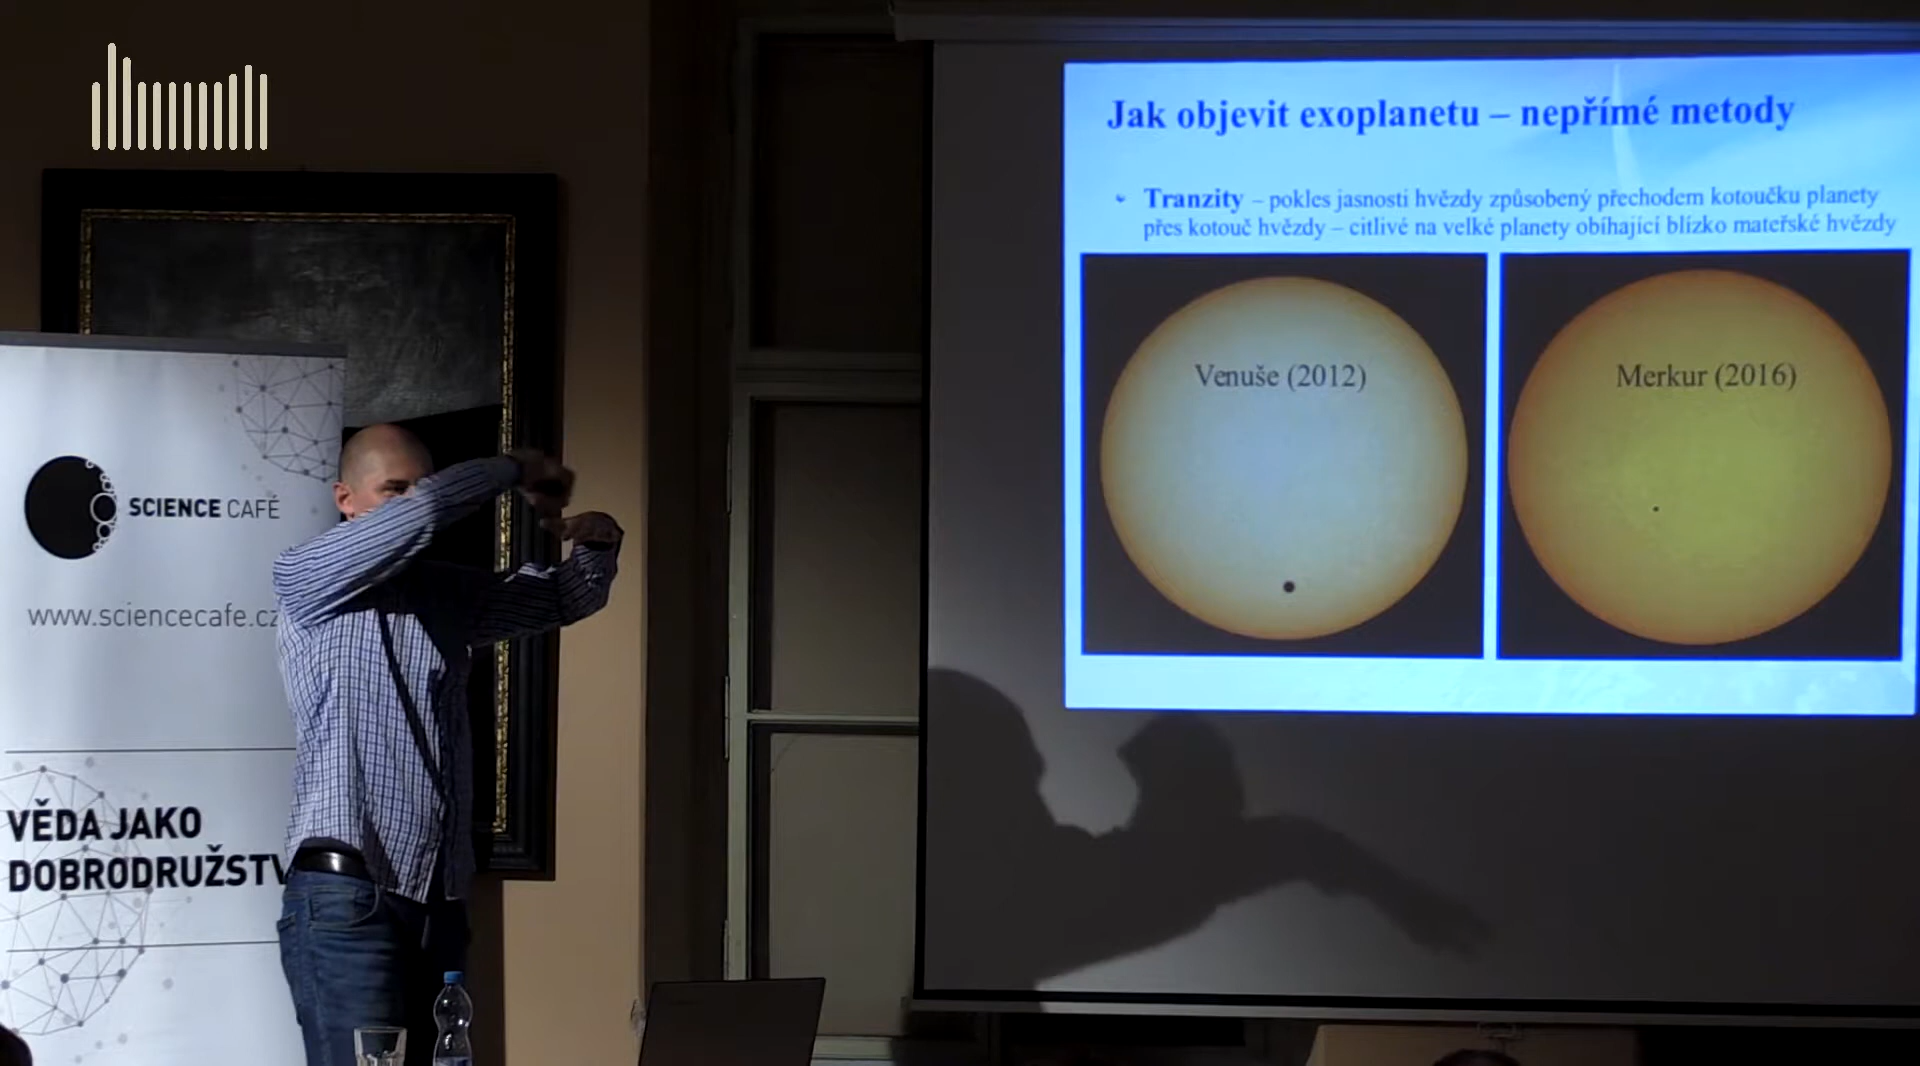 Jak objevit exoplanetu – nepřímé metody
• Tranzity – pokles jasnosti hvězdy způsobený přechodem kotoučku planety
přes kotouč hvězdy – citlivé na velké planety obíhající blízko mateřské hvězdy
Venuše (2012)
Merkur (2016)
SCIENCE CAFÉ
www.sciencecafe.cz
VĚDA JAKO
DOBRODRUŽSTV